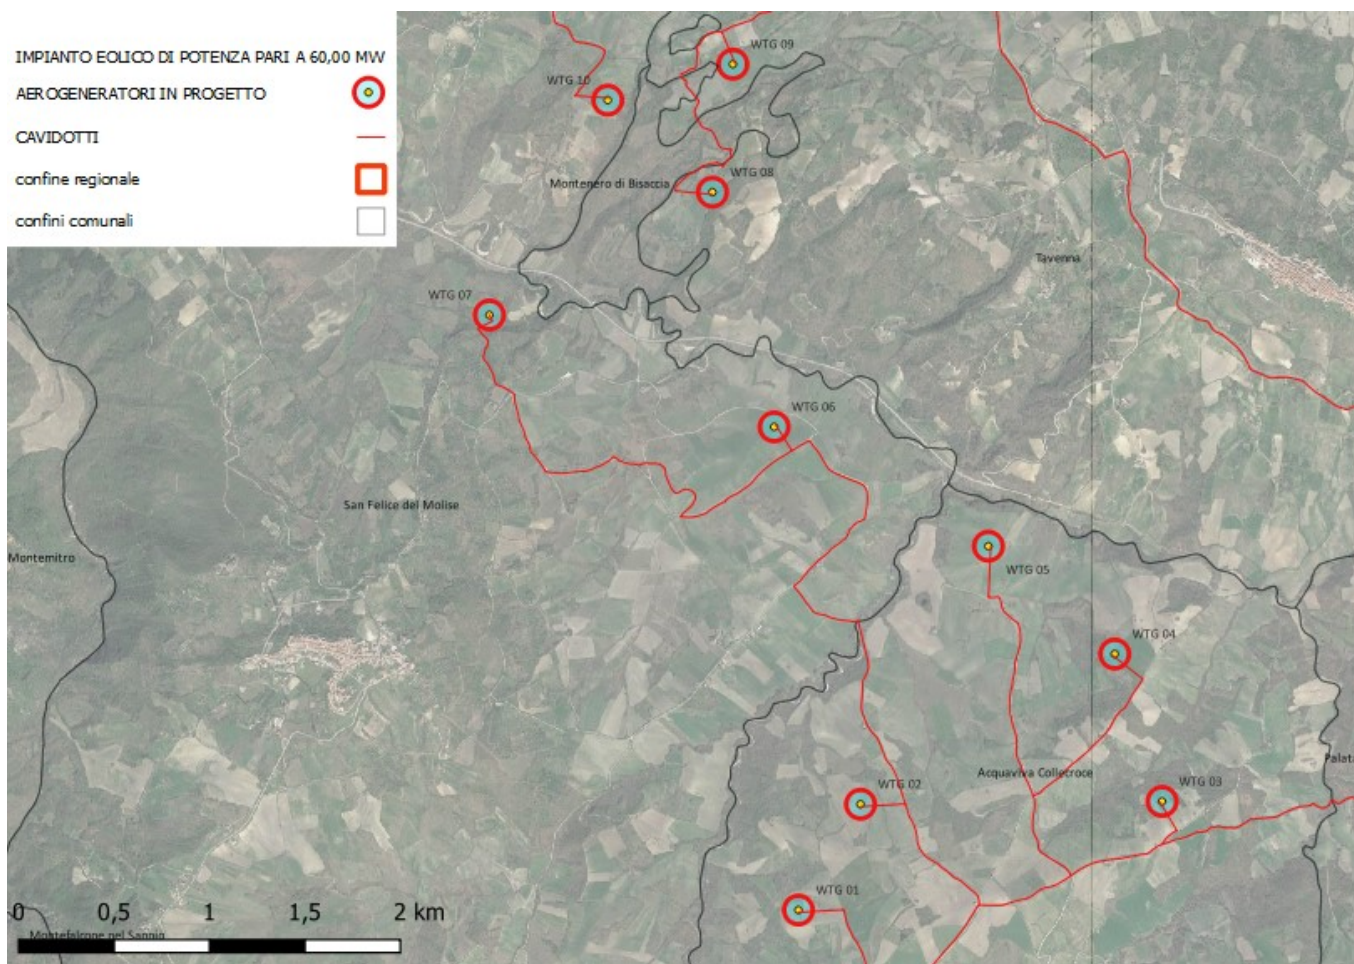 IMPIANTO EOLICO DI POTENZA PARI A 60,00 MW
AEROGENERATORI IN PROGETTO
CAVIDOTTI
confine regionale
confini comunali
WTG 09
WTG 10
WTG 08
Montenero di Bisaccia
Tavenna
WTG 07
WTG 06
San Felice del Molise
Montemitro
WTG 05
WTG 04
Palata
Acquaviva Collecroce
WTG 03
WTG 02
WTG 01
0 0,5 1 1,5 2 km
Montefalcone nel Sannio